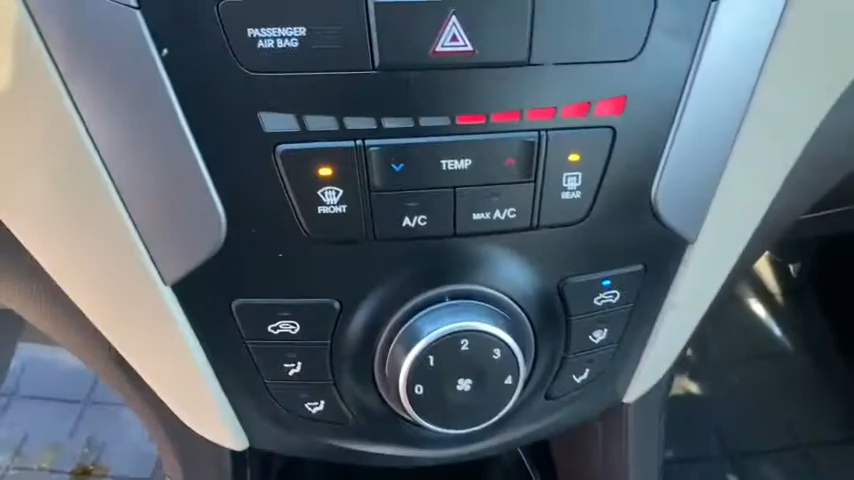 PASSENGER
AIR BAG
TEMP
FRONT
A/C
MAX A/C
REAR
0 1 2 3 4